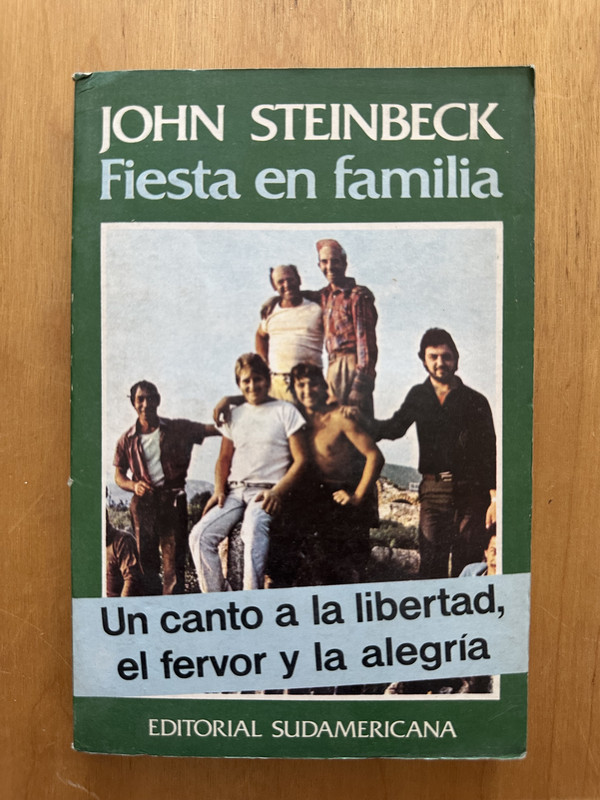 JOHN STEINBECK
Fiesta en familia
Un canto a la libertad,
el fervor y la alegría
EDITORIAL SUDAMERICANA